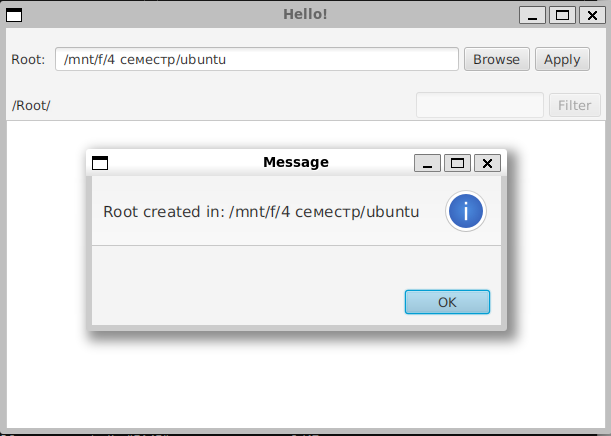 Hello!
Root: /mnt/f/4 семестр/ubuntu Browse Apply
/Root/ Filter
Message
Root created in: /mnt/f/4 семестр/ubuntu
OK